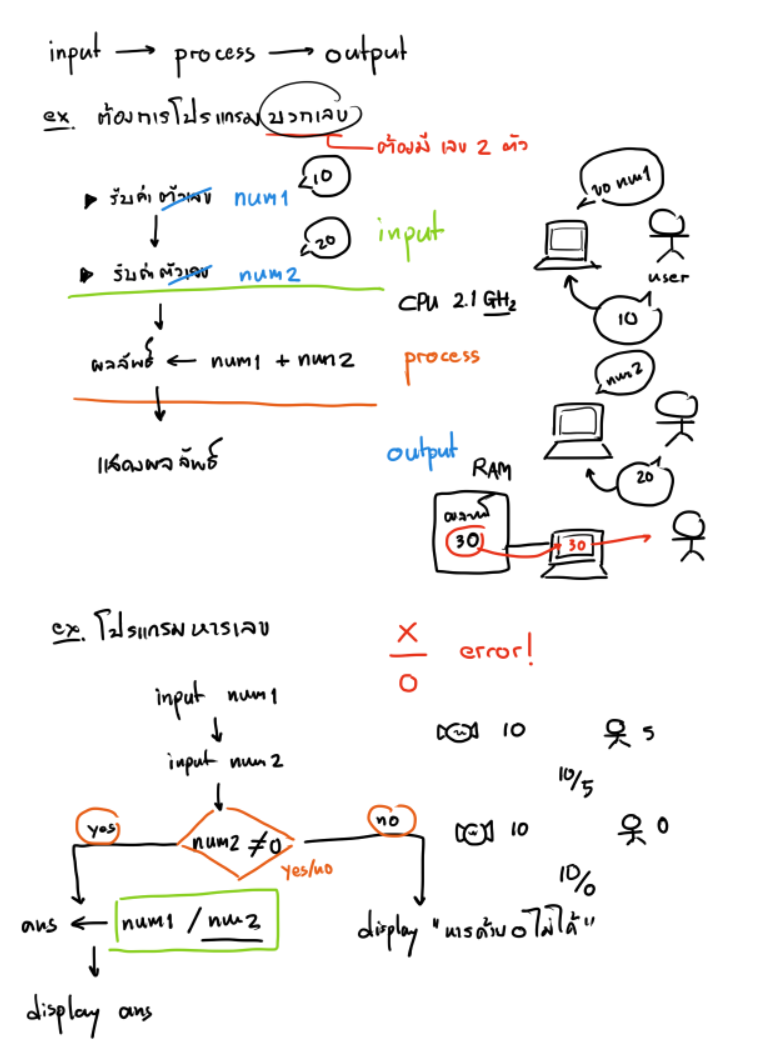 input → process → output
ex. ต้องการโปรแกรม บวกเลข
ต้องมี เลข 2 ตัว
10
▶ รับค่า ตัวเลข num1
20
input
▶ รับค่า ตัวเลข num2
ขอ num1
user
10
CPU 2.1 GHz
ผลลัพธ์ ← num1 + num2
process
num2
20
แสดงผลลัพธ์
output
RAM
ผลลัพธ์
30
30
ex. โปรแกรมหารเลข
X
0
error!
input num1
10
5
input num2
10/5
yes
no
10
0
num2 ≠ 0
yes/no
10/0
ans ← num1 / num2
display "หารด้วย 0 ไม่ได้"
display ans